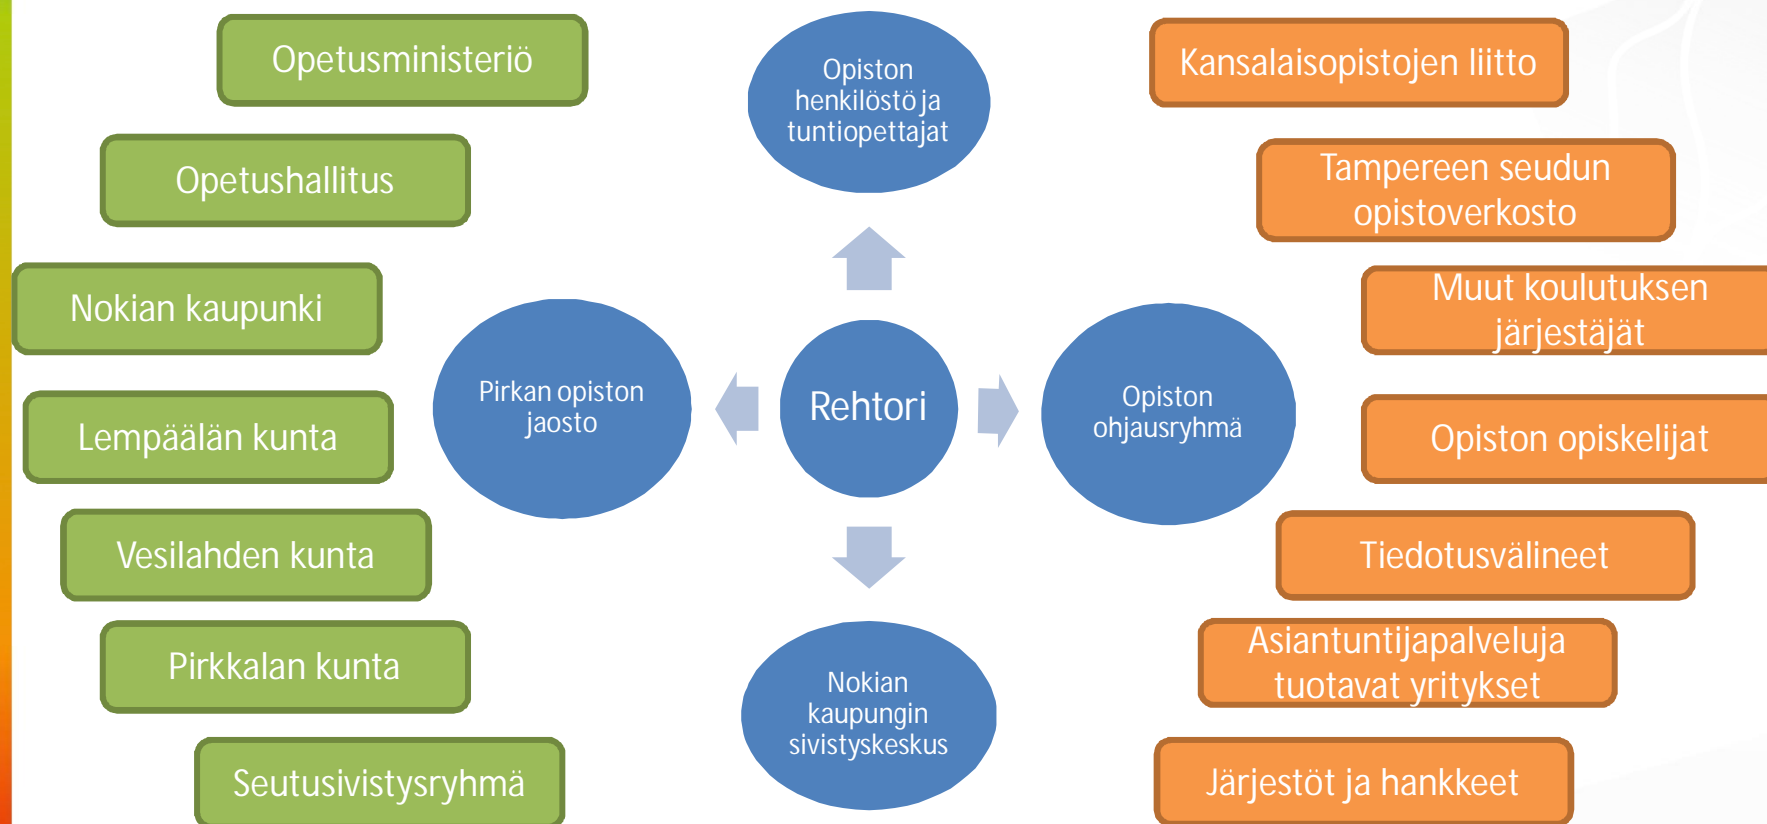 Opetusministeriö
Opetushallitus
Nokian kaupunki
Lempäälän kunta
Vesilahden kunta
Pirkkalan kunta
Seutusivistysryhmä
Opiston
henkilöstö ja
tuntiopettajat
Pirkan opiston
jaosto
Rehtori
Opiston
ohjausryhmä
Nokian
kaupungin
sivistyskeskus
Kansalaisopistojen liitto
Tampereen seudun
opistoverkosto
Muut koulutuksen
järjestäjät
Opiston opiskelijat
Tiedotusvälineet
Asiantuntijapalveluja
tuotavat yritykset
Järjestöt ja hankkeet